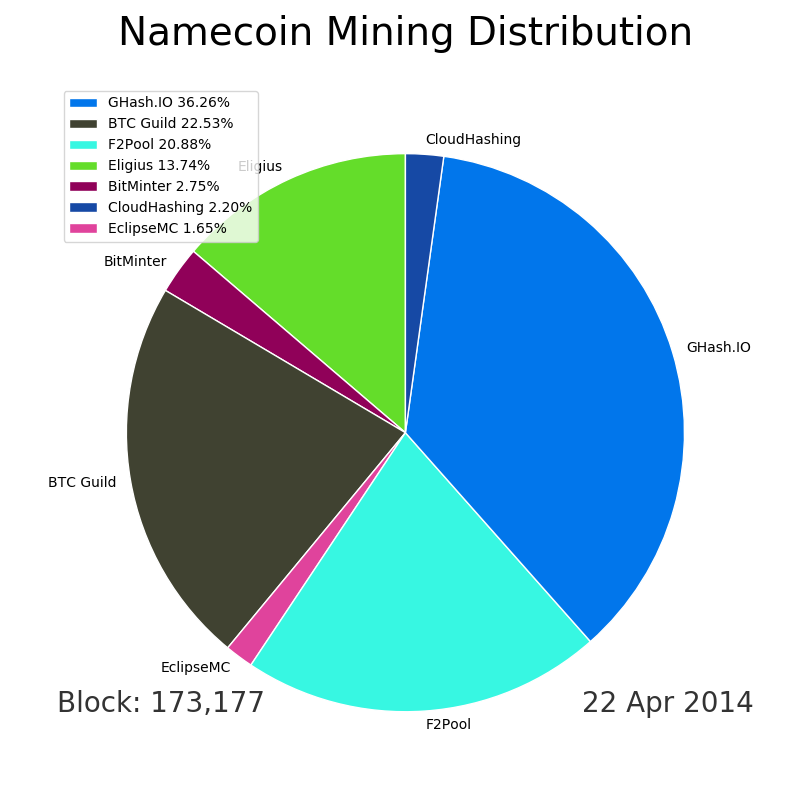 Namecoin Mining Distribution
GHash.IO 36.26%
BTC Guild 22.53%
F2Pool 20.88%
Eligius 13.74%
BitMinter 2.75%
CloudHashing 2.20%
EclipseMC 1.65%
CloudHashing
Eligius
BitMinter
GHash.IO
BTC Guild
EclipseMC
F2Pool
Block: 173,177
22 Apr 2014